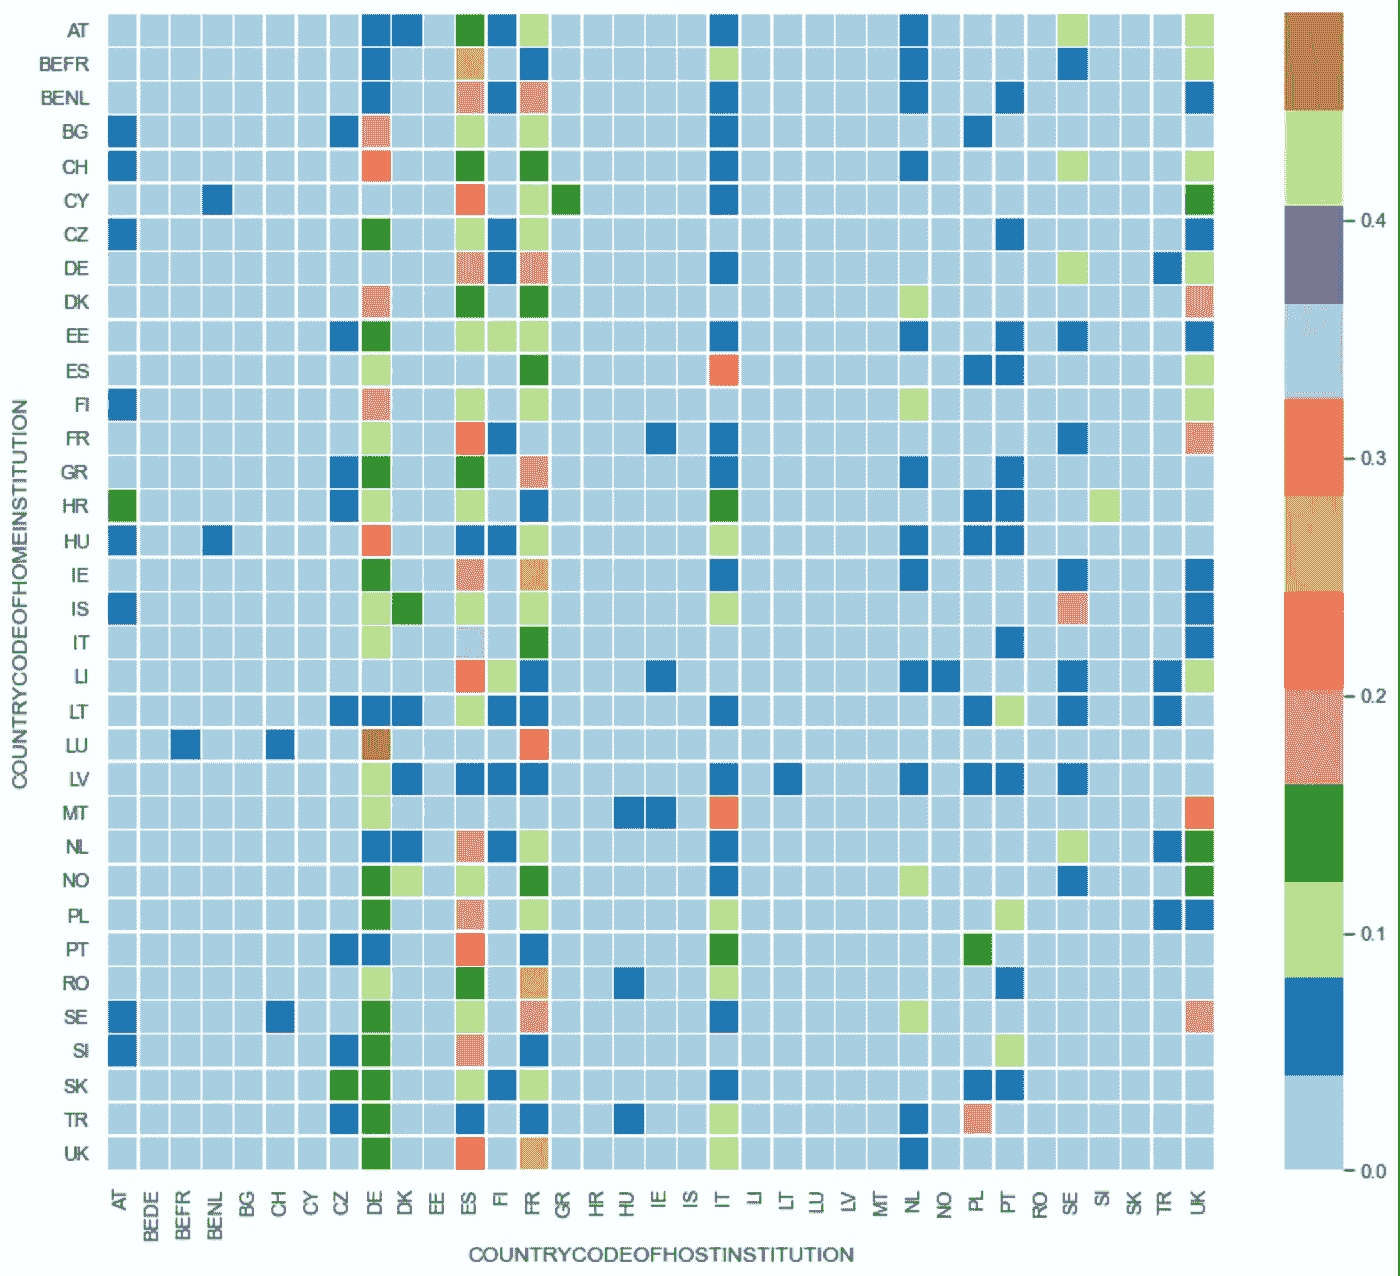 AT
BEFR
BENL
BG
CH
CY
CZ
DE
DK
EE
ES
FI
FR
GR
HR
HU
IE
IS
IT
LI
LT
LU
LV
MT
NL
NO
PL
PT
RO
SE
SI
SK
TR
UK
COUNTRYCODEOFHOMEINSTITUTION
AT BEDE BEFR BENL BG CH CY CZ DE DK EE ES FI FR GR HR HU IE IS IT LI LT LU LV MT NL NO PL PT RO SE SI SK TR UK
COUNTRYCODEOFHOSTINSTITUTION
0.4
0.3
0.2
0.1
0.0